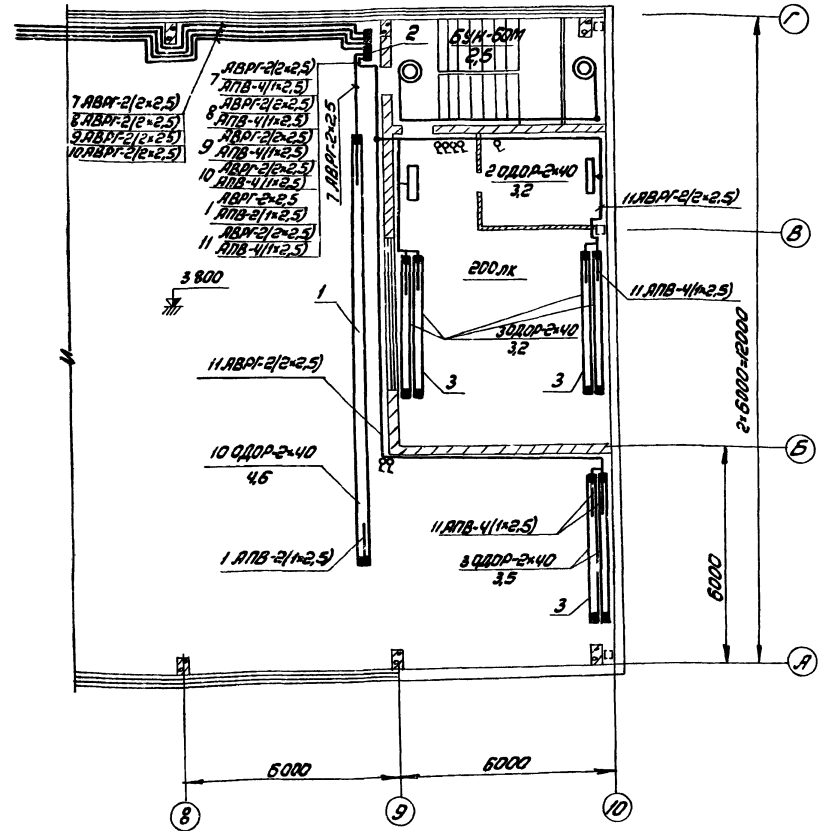 Г
2
БУН-60М
2,5
7 АВРГ-2(2×2,5)
АПВ-4(1×2,5)
8 АВРГ-2(2×2,5)
АПВ-4(1×2,5)
9 АВРГ-2(2×2,5)
АПВ-4(1×2,5)
10 АВРГ-2(2×2,5)
АПВ-4(1×2,5)
1 АВРГ-2×2,5
АПВ-2(1×2,5)
11 АВРГ-2(2×2,5)
АПВ-4(1×2,5)
7 АВРГ-2(2×2,5)
8 АВРГ-2(2×2,5)
9 АВРГ-2(2×2,5)
10 АВРГ-2(2×2,5)
7 АВРГ-2×2,5
2 ОДОР-2×40
3,2
11 АВРГ-2(2×2,5)
В
200 лк
3 800
1
11 АПВ-4(1×2,5)
3 ОДОР-2×40
3,2
11 АВРГ-2(2×2,5)
3
3
2×6000=12000
Б
10 ОДОР-2×40
4,6
11 АПВ-4(1×2,5)
1 АПВ-2(1×2,5)
3 ОДОР-2×40
3,5
3
6000
А
6000
6000
8
9
10